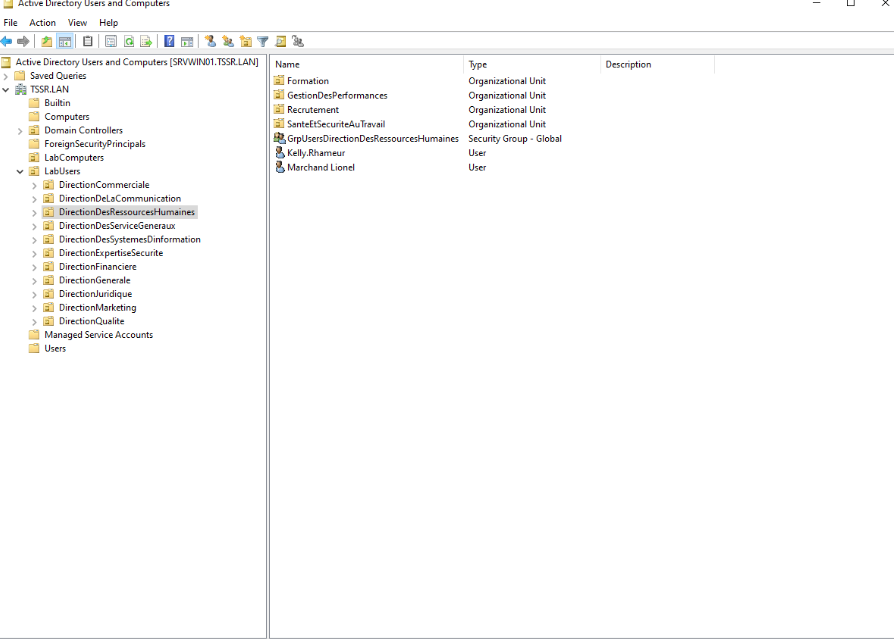 Active Directory Users and Computers
File Action View Help
Active Directory Users and Computers [SRVWIN01.TSSR.LAN]
Saved Queries
TSSR.LAN
Builtin
Computers
Domain Controllers
ForeignSecurityPrincipals
LabComputers
LabUsers
DirectionCommerciale
DirectionDeLaCommunication
DirectionDesRessourcesHumaines
DirectionDesServiceGeneraux
DirectionDesSystemesDinformation
DirectionExpertiseSecurite
DirectionFinanciere
DirectionGenerale
DirectionJuridique
DirectionMarketing
DirectionQualite
Managed Service Accounts
Users
Name Type Description
Formation Organizational Unit
GestionDesPerformances Organizational Unit
Recrutement Organizational Unit
SanteEtSecuriteAuTravail Organizational Unit
GrpUsersDirectionDesRessourcesHumaines Security Group - Global
Kelly.Rhameur User
Marchand Lionel User